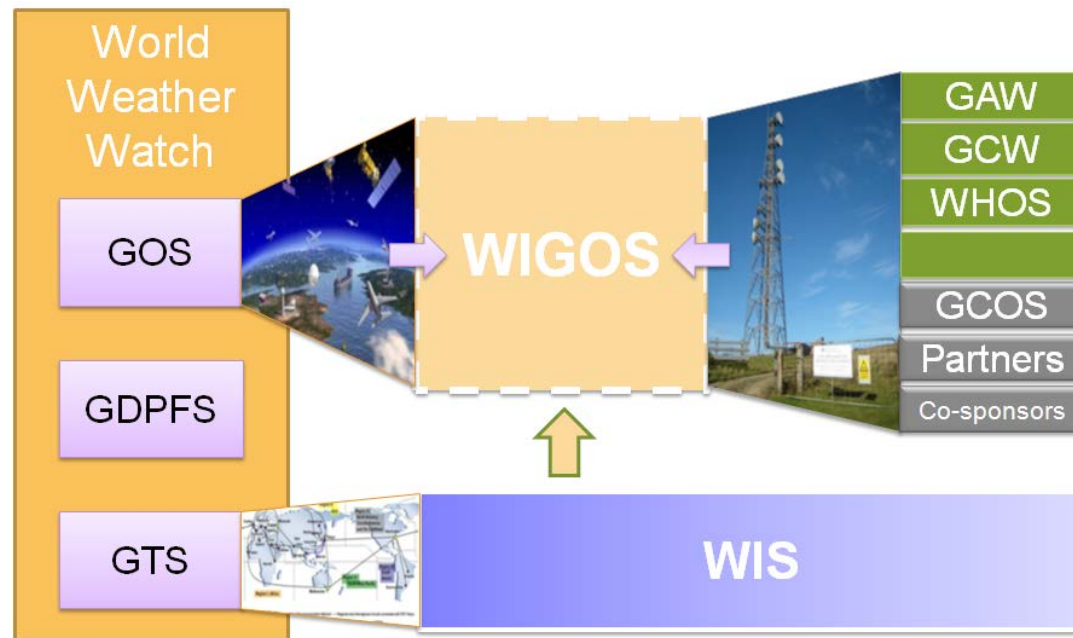 World
Weather
Watch
GOS
GDPFS
GTS
WIGOS
WIS
GAW
GCW
WHOS
GCOS
Partners
Co-sponsors